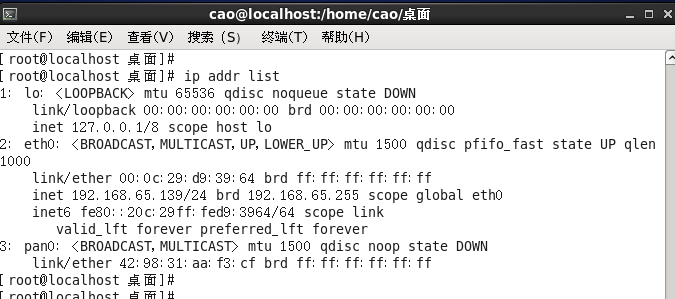 cao@localhost:/home/cao/桌面
文件(F) 编辑(E) 查看(V) 搜索 (S) 终端(T) 帮助(H)
[root@localhost 桌面]#
[root@localhost 桌面]# ip addr list
1: lo: <LOOPBACK> mtu 65536 qdisc noqueue state DOWN
link/loopback 00:00:00:00:00:00 brd 00:00:00:00:00:00
inet 127.0.0.1/8 scope host lo
2: eth0: <BROADCAST,MULTICAST,UP,LOWER_UP> mtu 1500 qdisc pfifo_fast state UP qlen
1000
link/ether 00:0c:29:d9:39:64 brd ff:ff:ff:ff:ff:ff
inet 192.168.65.139/24 brd 192.168.65.255 scope global eth0
inet6 fe80::20c:29ff:fed9:3964/64 scope link
valid_lft forever preferred_lft forever
3: pan0: <BROADCAST,MULTICAST> mtu 1500 qdisc noop state DOWN
link/ether 42:98:31:aa:f3:cf brd ff:ff:ff:ff:ff:ff
[root@localhost 桌面]#
[root@localhost 桌面]#